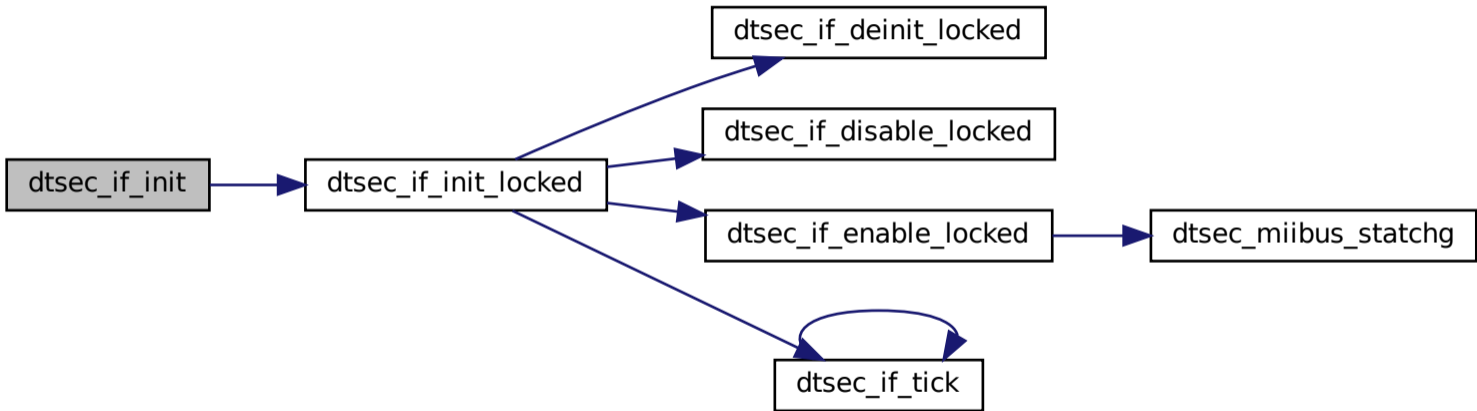 dtsec_if_init
dtsec_if_init_locked
dtsec_if_deinit_locked
dtsec_if_disable_locked
dtsec_if_enable_locked
dtsec_miibus_statchg
dtsec_if_tick